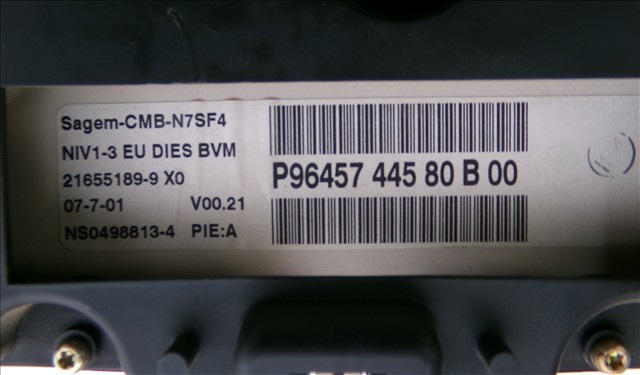 Sagem-CMB-N7SF4
NIV1-3 EU DIES BVM
21655189-9 X0
07-7-01 V00.21
NS0498813-4 PIE:A
P96457 445 80 B 00